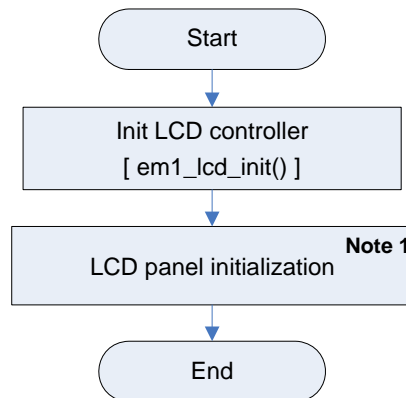 Start
Init LCD controller
[ em1_lcd_init() ]
Note 1
LCD panel initialization
End